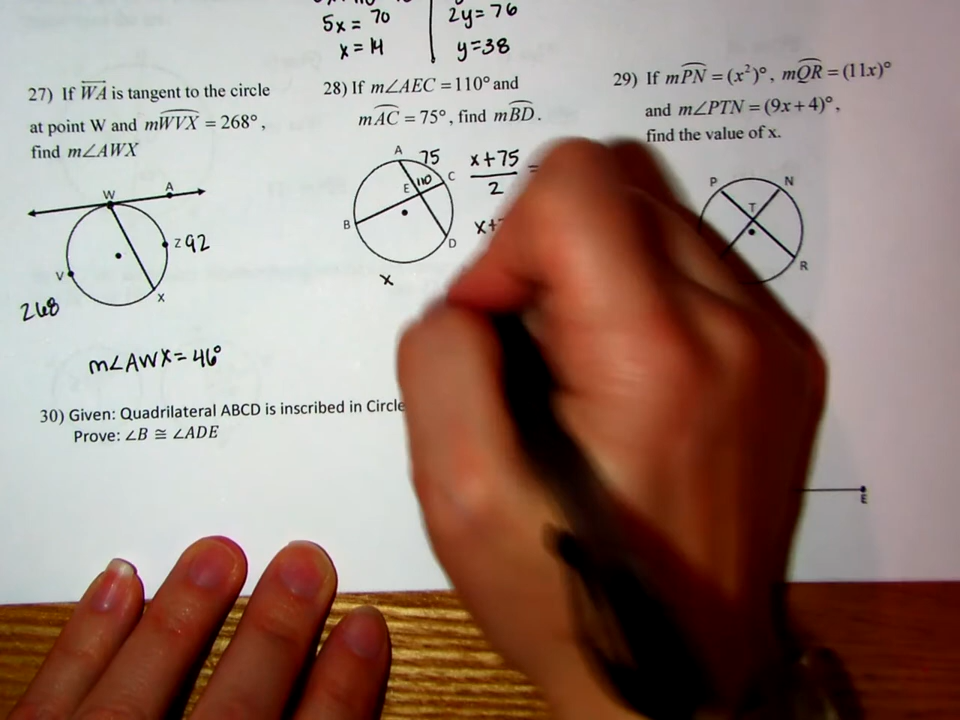 5x = 70
x = 14
2y = 76
y = 38
27) If WA is tangent to the circle
at point W and mWVX = 268°,
find m∠AWX
W
A
Z 92
V
X
268
m∠AWX = 46°
28) If m∠AEC = 110° and
mAC = 75°, find mBD.
A
75
C
E 110
B
D
x
x+75
2
=
29) If mPN = (x²)°, mQR = (11x)°
and m∠PTN = (9x + 4)°,
find the value of x.
P
N
T
R
30) Given: Quadrilateral ABCD is inscribed in Circle
Prove: ∠B ≅ ∠ADE
E